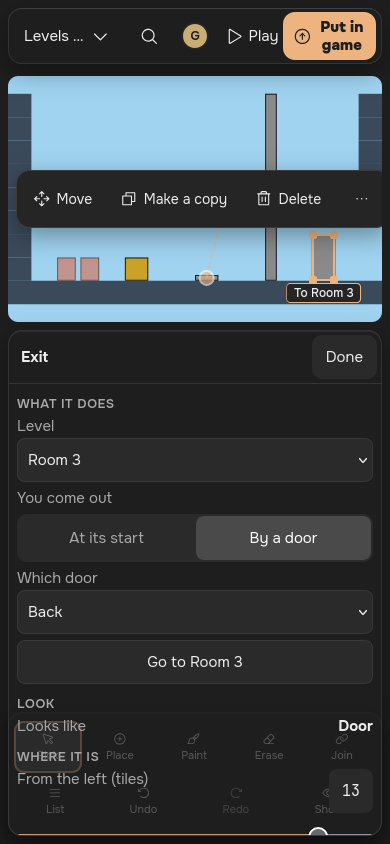 Levels ...
G
Play
Put in
game
Move
Make a copy
Delete
...
To Room 3
Exit
Done
WHAT IT DOES
Level
Room 3
You come out
At its start
By a door
Which door
Back
Go to Room 3
LOOK
Looks like
Door
Place
Paint
Erase
Join
WHERE IT IS
From the left (tiles)
13
List
Undo
Redo